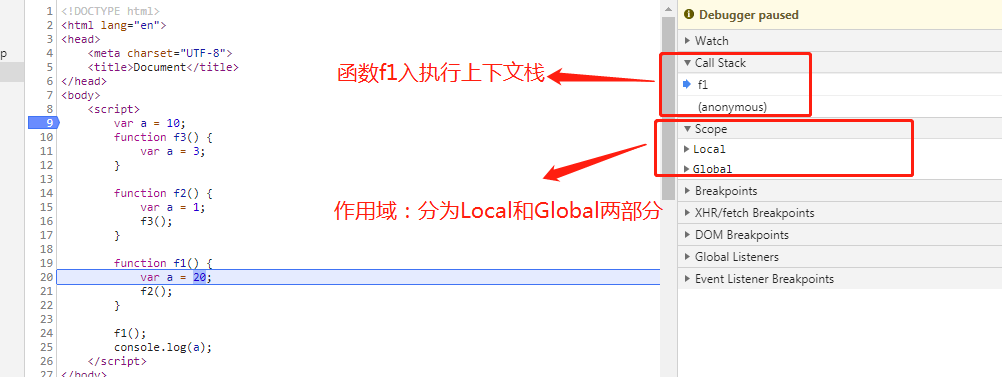 p
1 <!DOCTYPE html>
2 <html lang="en">
3 <head>
4 <meta charset="UTF-8">
5 <title>Document</title>
6 </head>
7 <body>
8 <script>
9 var a = 10;
10 function f3() {
11 var a = 3;
12 }
13
14 function f2() {
15 var a = 1;
16 f3();
17 }
18
19 function f1() {
20 var a = 20;
21 f2();
22 }
23
24 f1();
25 console.log(a);
26 </script>
27 </body>
函数f1入执行上下文栈
作用域：分为Local和Global两部分
Debugger paused
Watch
Call Stack
f1
(anonymous)
Scope
Local
Global
Breakpoints
XHR/fetch Breakpoints
DOM Breakpoints
Global Listeners
Event Listener Breakpoints